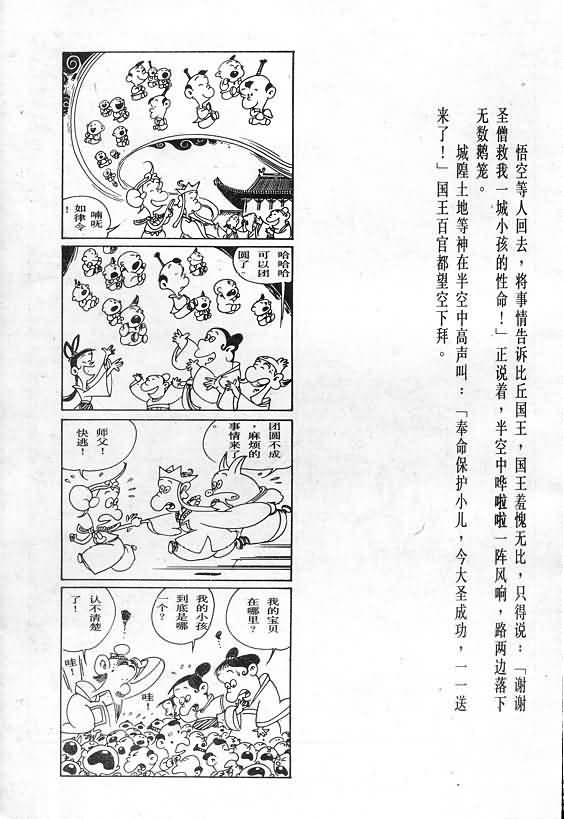 悟空等人回去，将事情告诉比丘国王，国王羞愧无比，只得说：「谢谢
圣僧救我一城小孩的性命！」正说着，半空中哗啦啦一阵风响，路两边落下
无数鹅笼。
城隍土地等神在半空中高声叫：「奉命保护小儿，今大圣成功，一一送
来了！」国王百官都望空下拜。
喃呒
如律令
！
哈哈哈
可以团
圆了
团圆不成
，麻烦的
事情来了
。
师父！
快逃！
我的宝贝
在哪里？
我的小孩
到底是哪
一个？
认不清楚
了！
哇！
哇！